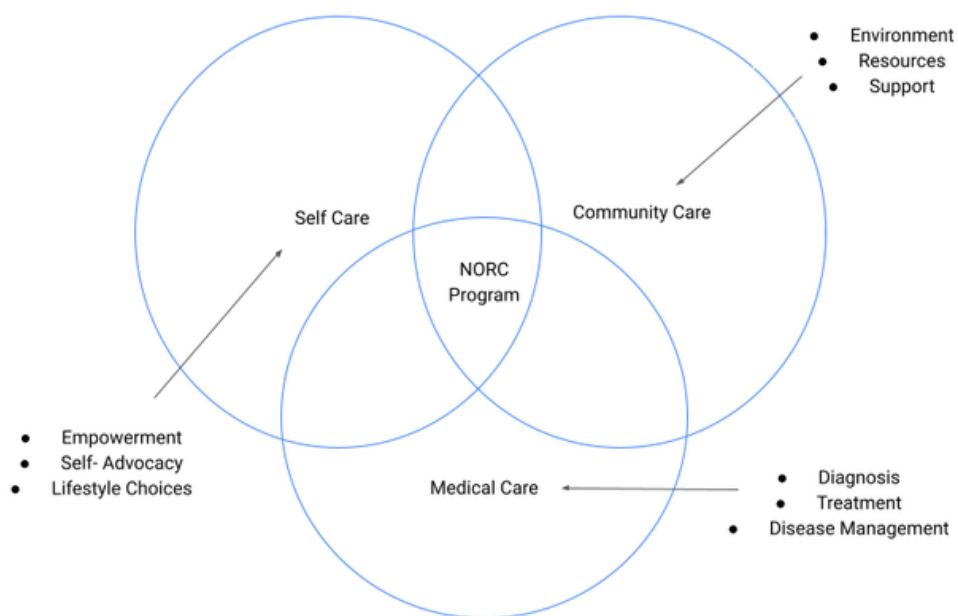 ● Environment
● Resources
● Support
Self Care
Community Care
NORC
Program
● Empowerment
● Self- Advocacy
● Lifestyle Choices
Medical Care
● Diagnosis
● Treatment
● Disease Management